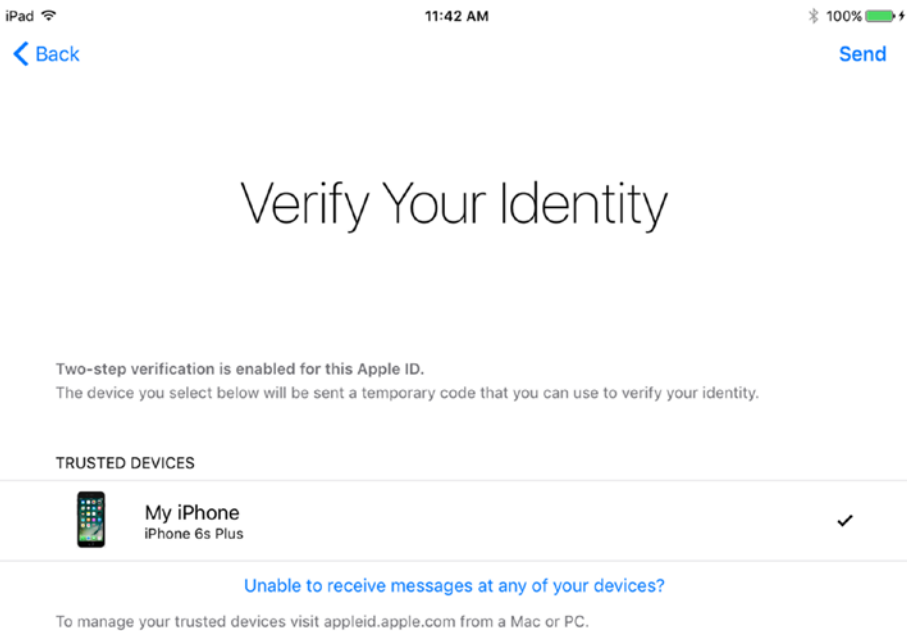 iPad 11:42 AM 100%
Back Send
Verify Your Identity
Two-step verification is enabled for this Apple ID.
The device you select below will be sent a temporary code that you can use to verify your identity.
TRUSTED DEVICES
My iPhone
iPhone 6s Plus
Unable to receive messages at any of your devices?
To manage your trusted devices visit appleid.apple.com from a Mac or PC.